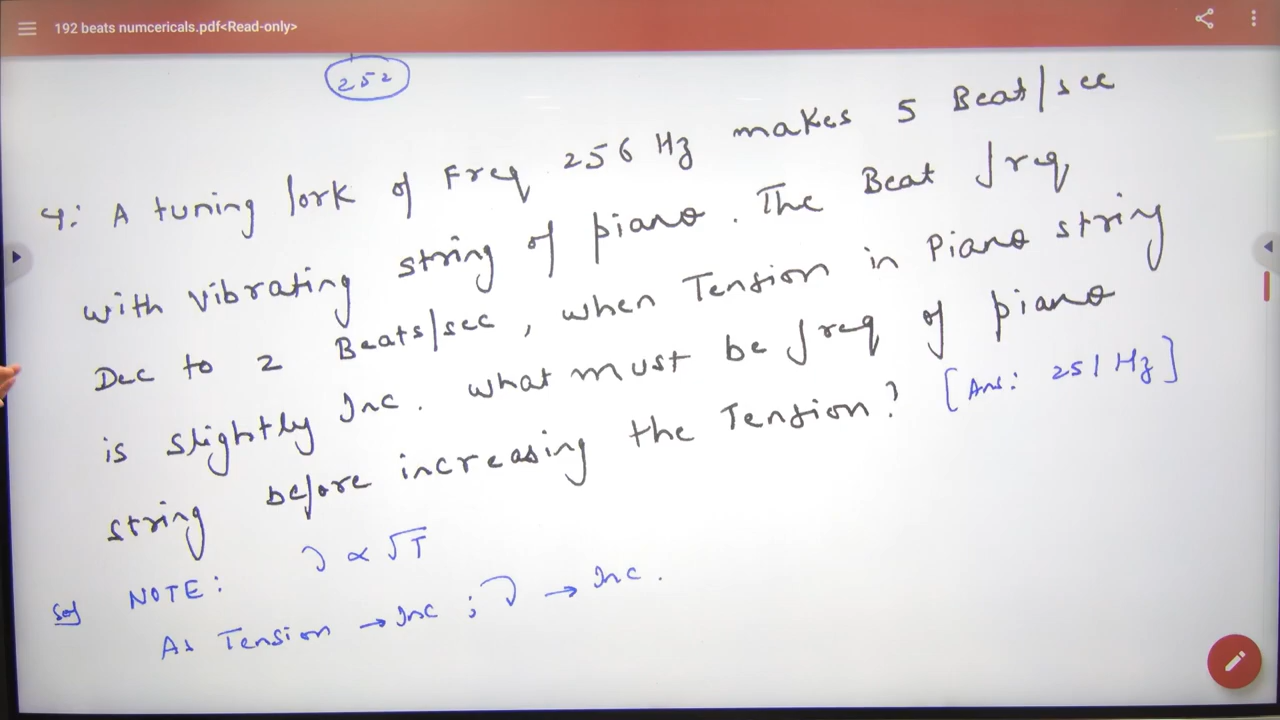 192 beats numcericals.pdf<Read-only>
252
4: A tuning fork of Freq 256 Hz makes 5 Beat/sec
with vibrating string of piano. The Beat freq
Dec to 2 Beats/sec, when Tension in Piano string
is slightly Inc. what must be freq of piano
string before increasing the Tension? [Ans: 251 Hz]
Sol NOTE: ν ∝ √T
As Tension → Inc ; ν → Inc.